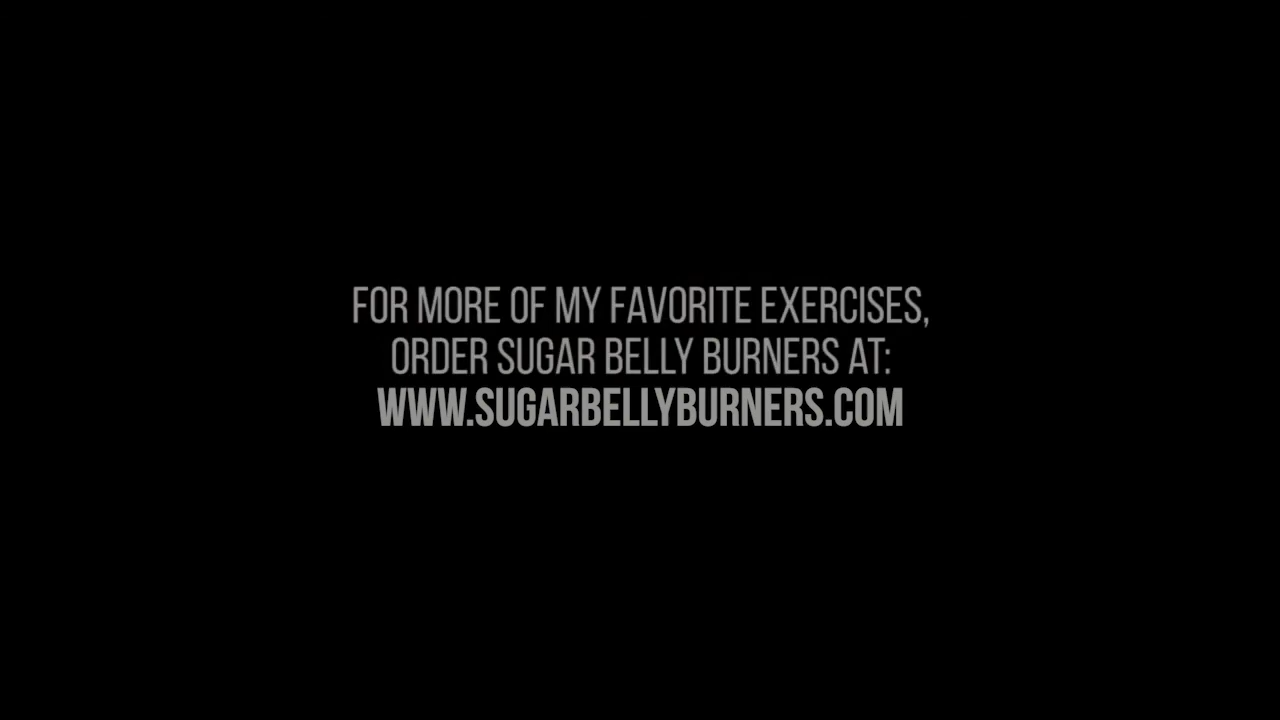 FOR MORE OF MY FAVORITE EXERCISES,
ORDER SUGAR BELLY BURNERS AT:
WWW.SUGARBELLYBURNERS.COM